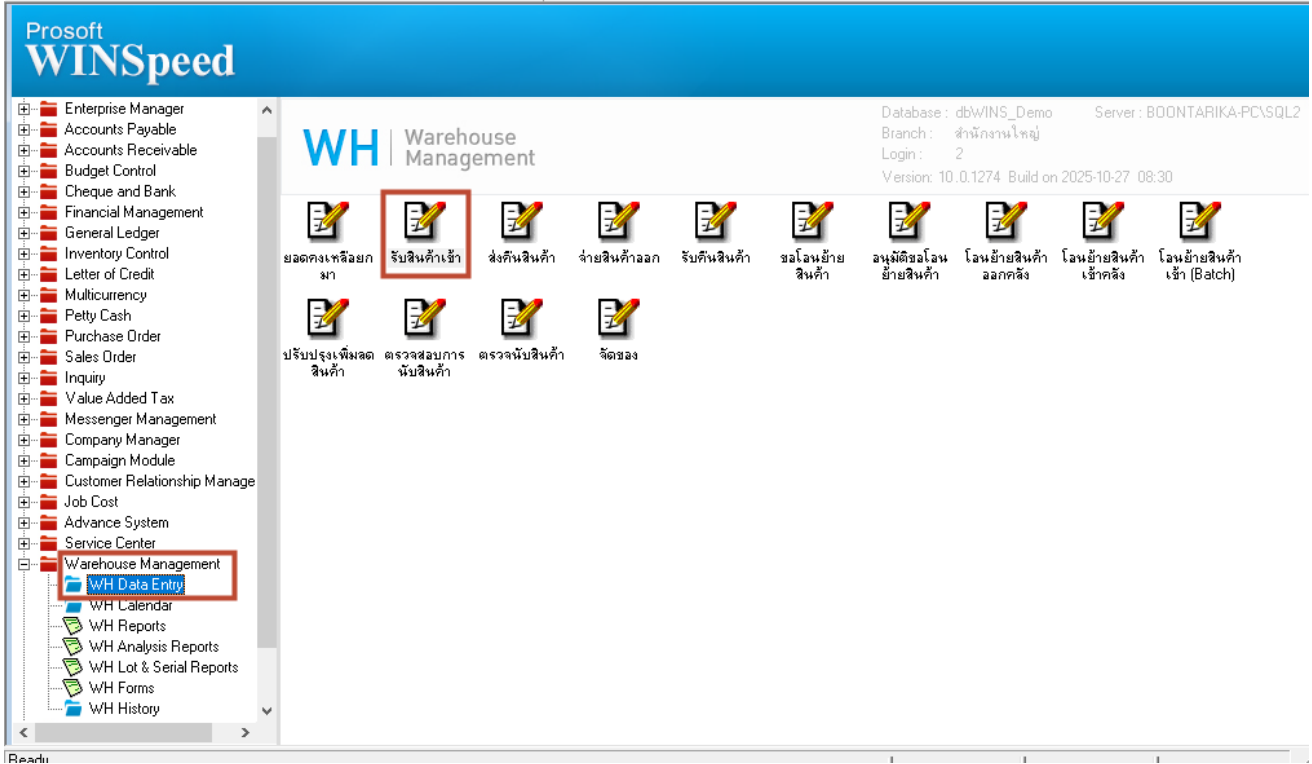 Prosoft
WINSpeed
Enterprise Manager
Accounts Payable
Accounts Receivable
Budget Control
Cheque and Bank
Financial Management
General Ledger
Inventory Control
Letter of Credit
Multicurrency
Petty Cash
Purchase Order
Sales Order
Inquiry
Value Added Tax
Messenger Management
Company Manager
Campaign Module
Customer Relationship Manage
Job Cost
Advance System
Service Center
Warehouse Management
WH Data Entry
WH Calendar
WH Reports
WH Analysis Reports
WH Lot & Serial Reports
WH Forms
WH History
WH Warehouse
Management
Database : dbWINS_Demo Server : BOONTARIKA-PC\SQL2
Branch : สำนักงานใหญ่
Login : 2
Version: 10.0.1274 Build on 2025-10-27 08:30
ยอดคงเหลือยก
มา
รับสินค้าเข้า
ส่งคืนสินค้า
จ่ายสินค้าออก
รับคืนสินค้า
ขอโอนย้าย
สินค้า
อนุมัติขอโอน
ย้ายสินค้า
โอนย้ายสินค้า
ออกคลัง
โอนย้ายสินค้า
เข้าคลัง
โอนย้ายสินค้า
เข้า (Batch)
ปรับปรุงเพิ่มลด
สินค้า
ตรวจสอบการ
นับสินค้า
ตรวจนับสินค้า
จัดของ
Ready